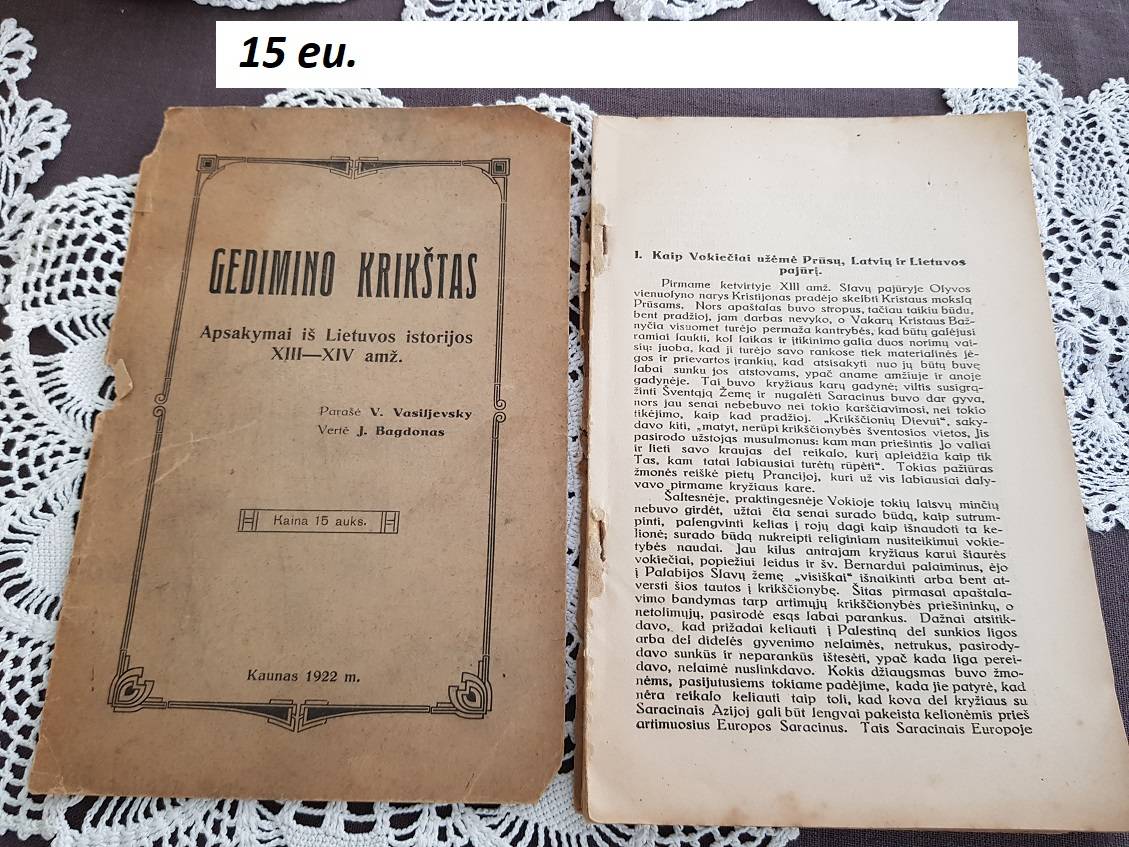 15 eu.
GEDIMINO KRIKŠTAS
Apsakymai iš Lietuvos istorijos
XIII—XIV amž.
Parašė V. Vasiljevsky
Vertė J. Bagdonas
Kaina 15 auks.
Kaunas 1922 m.
I. Kaip Vokiečiai užėmė Prūsų, Latvių ir Lietuvos
pajūrį.
Pirmame ketvirtyje XIII amž. Slavų pajūryje Olyvos
vienuolyno narys Kristijonas pradėjo skelbti Kristaus mokslą
Prūsams. Nors apaštalas buvo stropus, tačiau taikiu būdu,
bent pradžioj, jam darbas nevyko, o Vakarų Kristaus Baž-
nyčia visuomet turėjo permaža kantrybės, kad būtų galėjusi
ramiai laukti, kol laikas ir įtikinimo galia duos norimų vai-
sių: juoba, kad ji turėjo savo rankose tiek materialinės jė-
gos ir prievartos įrankių, kad atsisakyti nuo jų būtų buvę
labai sunku jos atstovams, ypač aname amžiuje ir anoje
gadynėje. Tai buvo kryžiaus karų gadynė; viltis susigrą-
žinti Šventąją Žemę ir nugalėti Saracinus buvo dar gyva,
nors jau senai nebebuvo nei tokio karščiavimosi, nei tokio
tikėjimo, kaip kad pradžioj. „Krikščionių Dievui“, saky-
davo kiti, „matyt, nerūpi krikščionybės šventosios vietos, Jis
pasirodo užstojąs musulmonus: kam man priešintis Jo valiai
ir lieti savo kraujas del reikalo, kurį apleidžia kaip tik
Tas, kam tatai labiausiai turėtų rūpėti“. Tokias pažiūras
žmonės reiškė pietų Prancijoj, kuri už vis labiausiai daly-
vavo pirmame kryžiaus kare.
Šaltesnėje, praktingesnėje Vokioje tokių laisvų minčių
nebuvo girdėt, užtai čia senai surado būdą, kaip sutrum-
pinti, palengvinti kelias į rojų dagi kaip išnaudoti ta ke-
lionė; surado būdą nukreipti religiniam nusiteikimui vokie-
tybės naudai. Jau kilus antrajam kryžiaus karui šiaurės
vokiečiai, popiežiui leidus ir šv. Bernardui palaiminus, ėjo
į Palabijos Slavų žemę „visiškai“ išnaikinti arba bent at-
versti šios tautos į krikščionybę. Šitas pirmasai apaštala-
vimo bandymas tarp artimųjų krikščionybės priešininkų, o
netolimųjų, pasirodė esąs labai parankus. Dažnai atsitik-
davo, kad prižadai keliauti į Palestiną del sunkios ligos
arba del didelės gyvenimo nelaimės, netrukus, pasirody-
davo sunkūs ir neparankūs ištesėti, ypač kada liga perei-
davo, nelaimė nuslinkdavo. Kokis džiaugsmas buvo žmo-
nėms, pasijutusiems tokiame padėjime, kada jie patyrė, kad
nėra reikalo keliauti taip toli, kad kova del kryžiaus su
Saracinais Azijoj gali būt lengvai pakeista kelionėmis prieš
artimuosius Europos Saracinus. Tais Saracinais Europoje